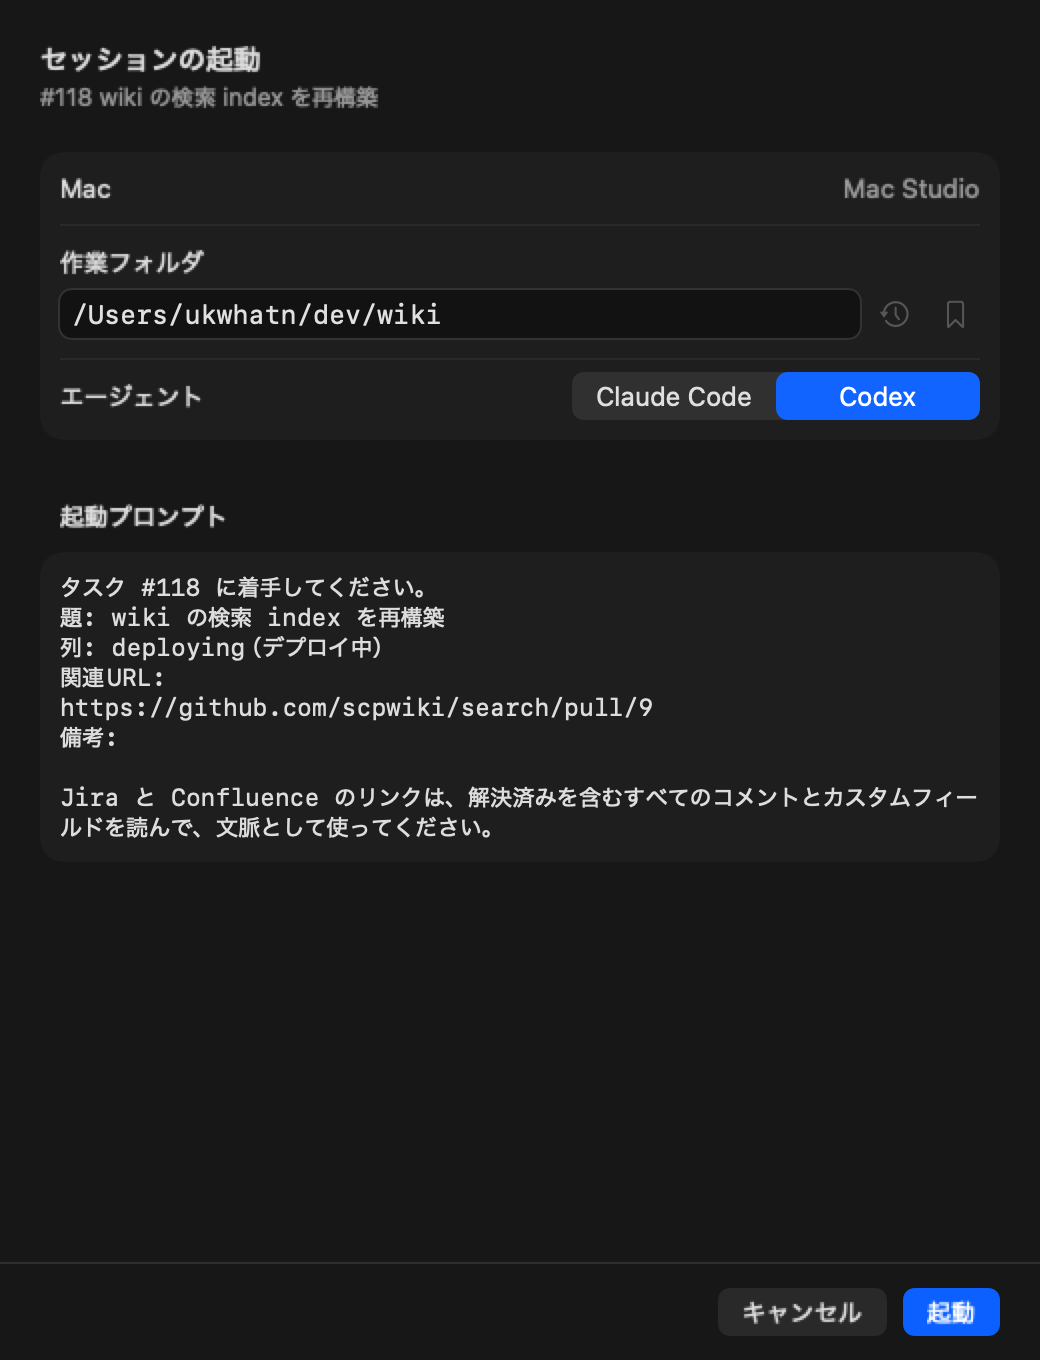 セッションの起動
#118 wiki の検索 index を再構築
Mac
Mac Studio
作業フォルダ
/Users/ukwhatn/dev/wiki
エージェント
Claude Code
Codex
起動プロンプト
タスク #118 に着手してください。
題: wiki の検索 index を再構築
列: deploying(デプロイ中)
関連URL:
https://github.com/scpwiki/search/pull/9
備考:
Jira と Confluence のリンクは、解決済みを含むすべてのコメントとカスタムフィー
ルドを読んで、文脈として使ってください。
キャンセル
起動